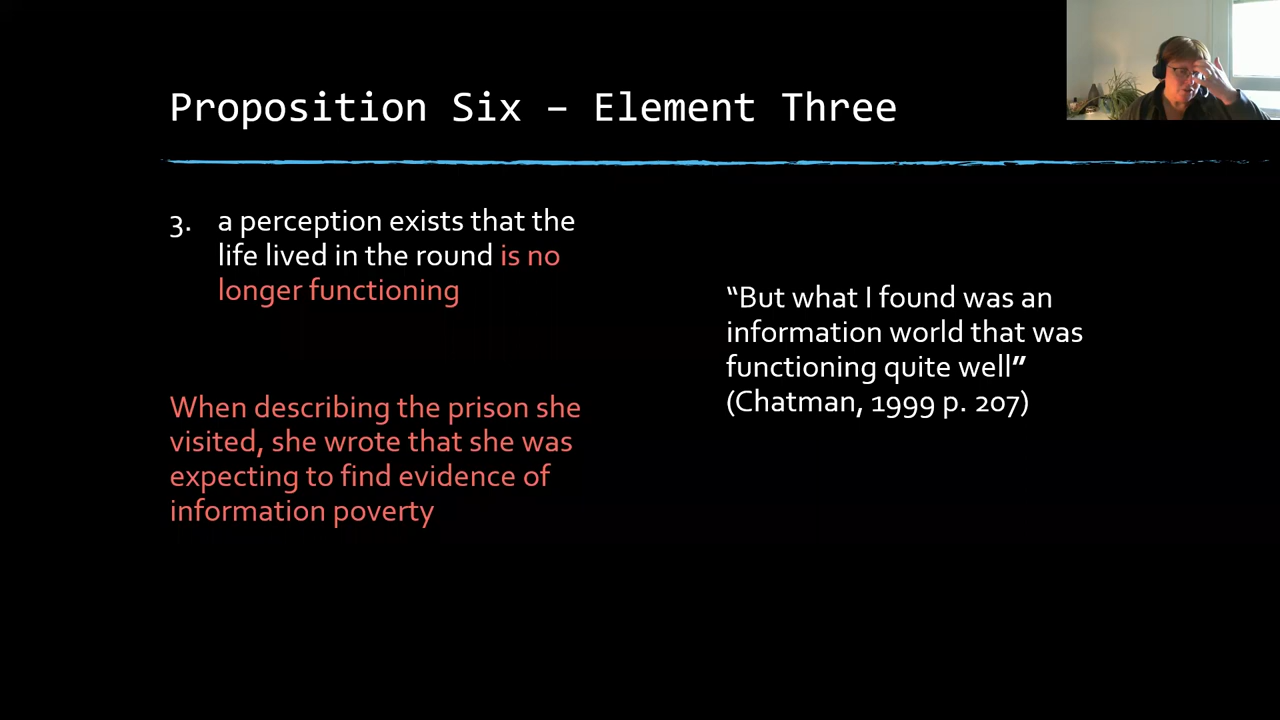 Proposition Six – Element Three
3. a perception exists that the
life lived in the round is no
longer functioning
When describing the prison she
visited, she wrote that she was
expecting to find evidence of
information poverty
“But what I found was an
information world that was
functioning quite well”
(Chatman, 1999 p. 207)